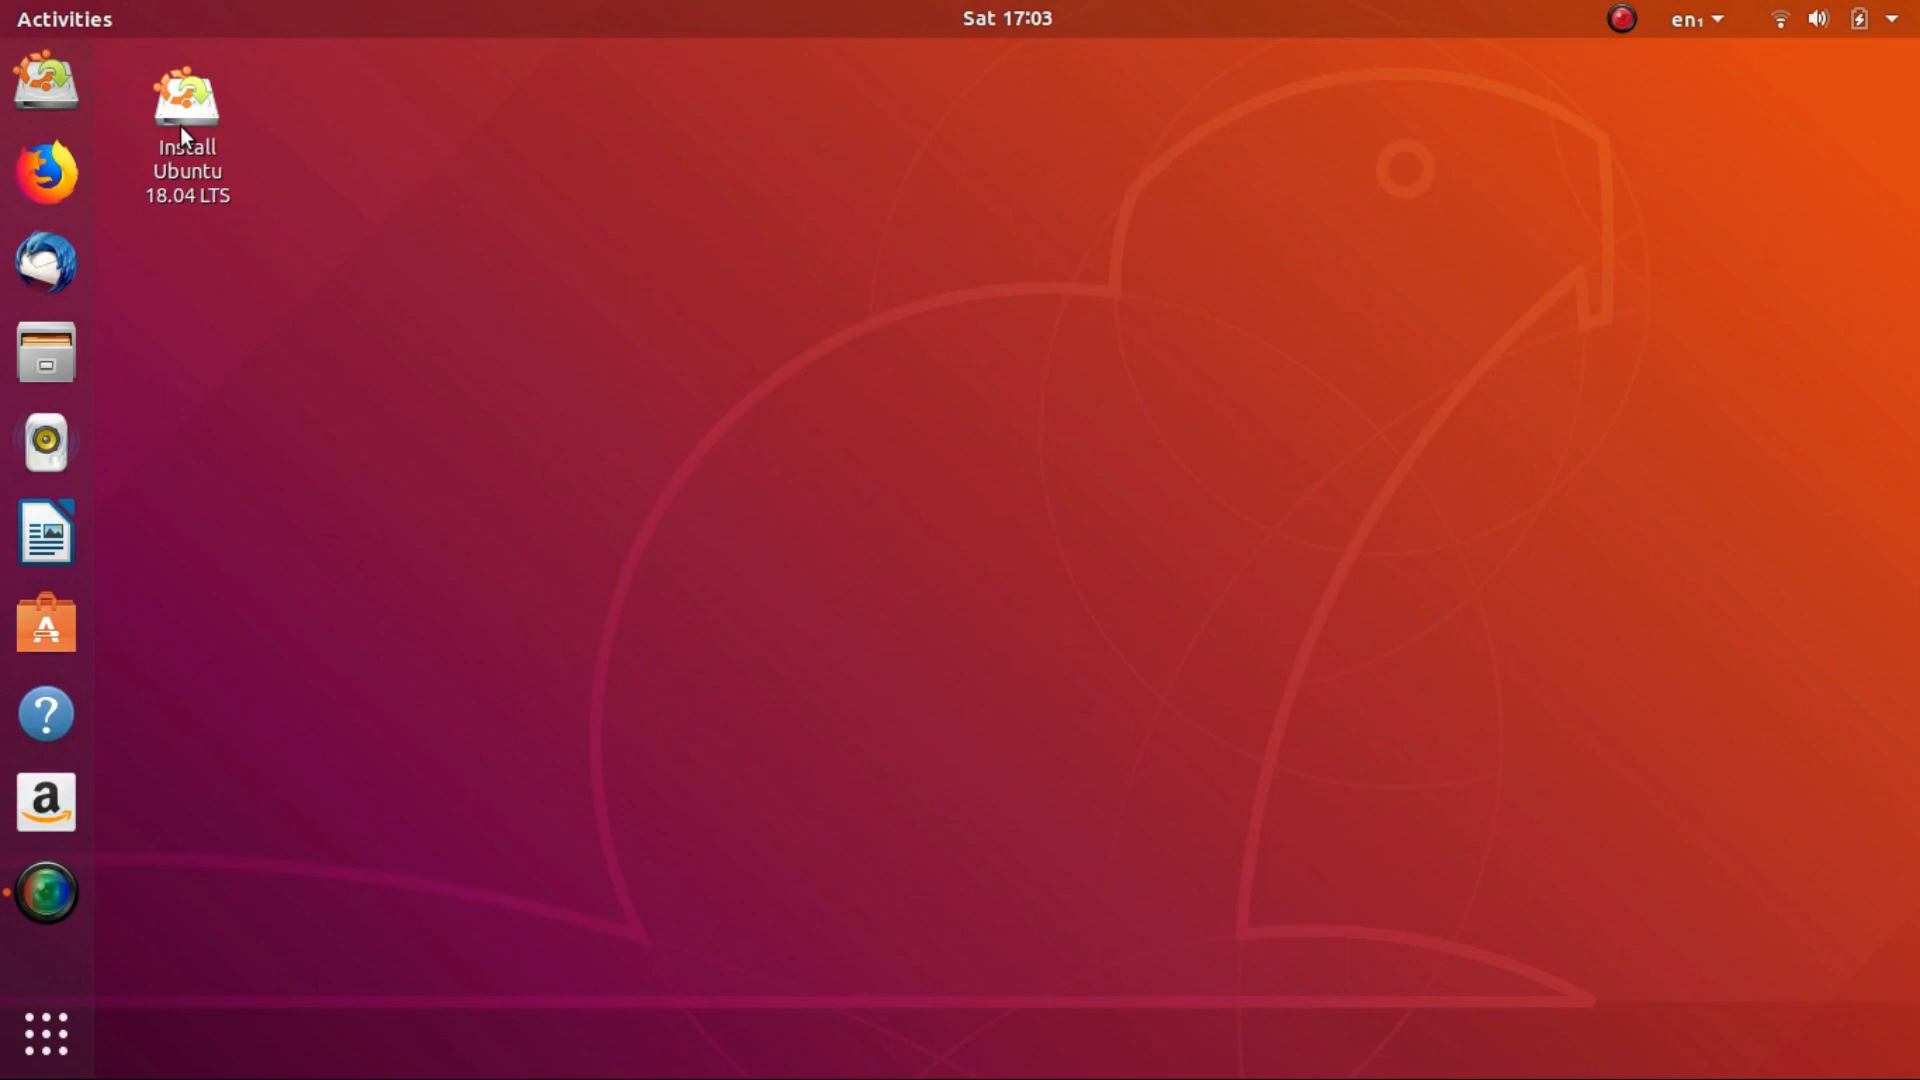 Activities
Sat 17:03
en₁
Install
Ubuntu
18.04 LTS